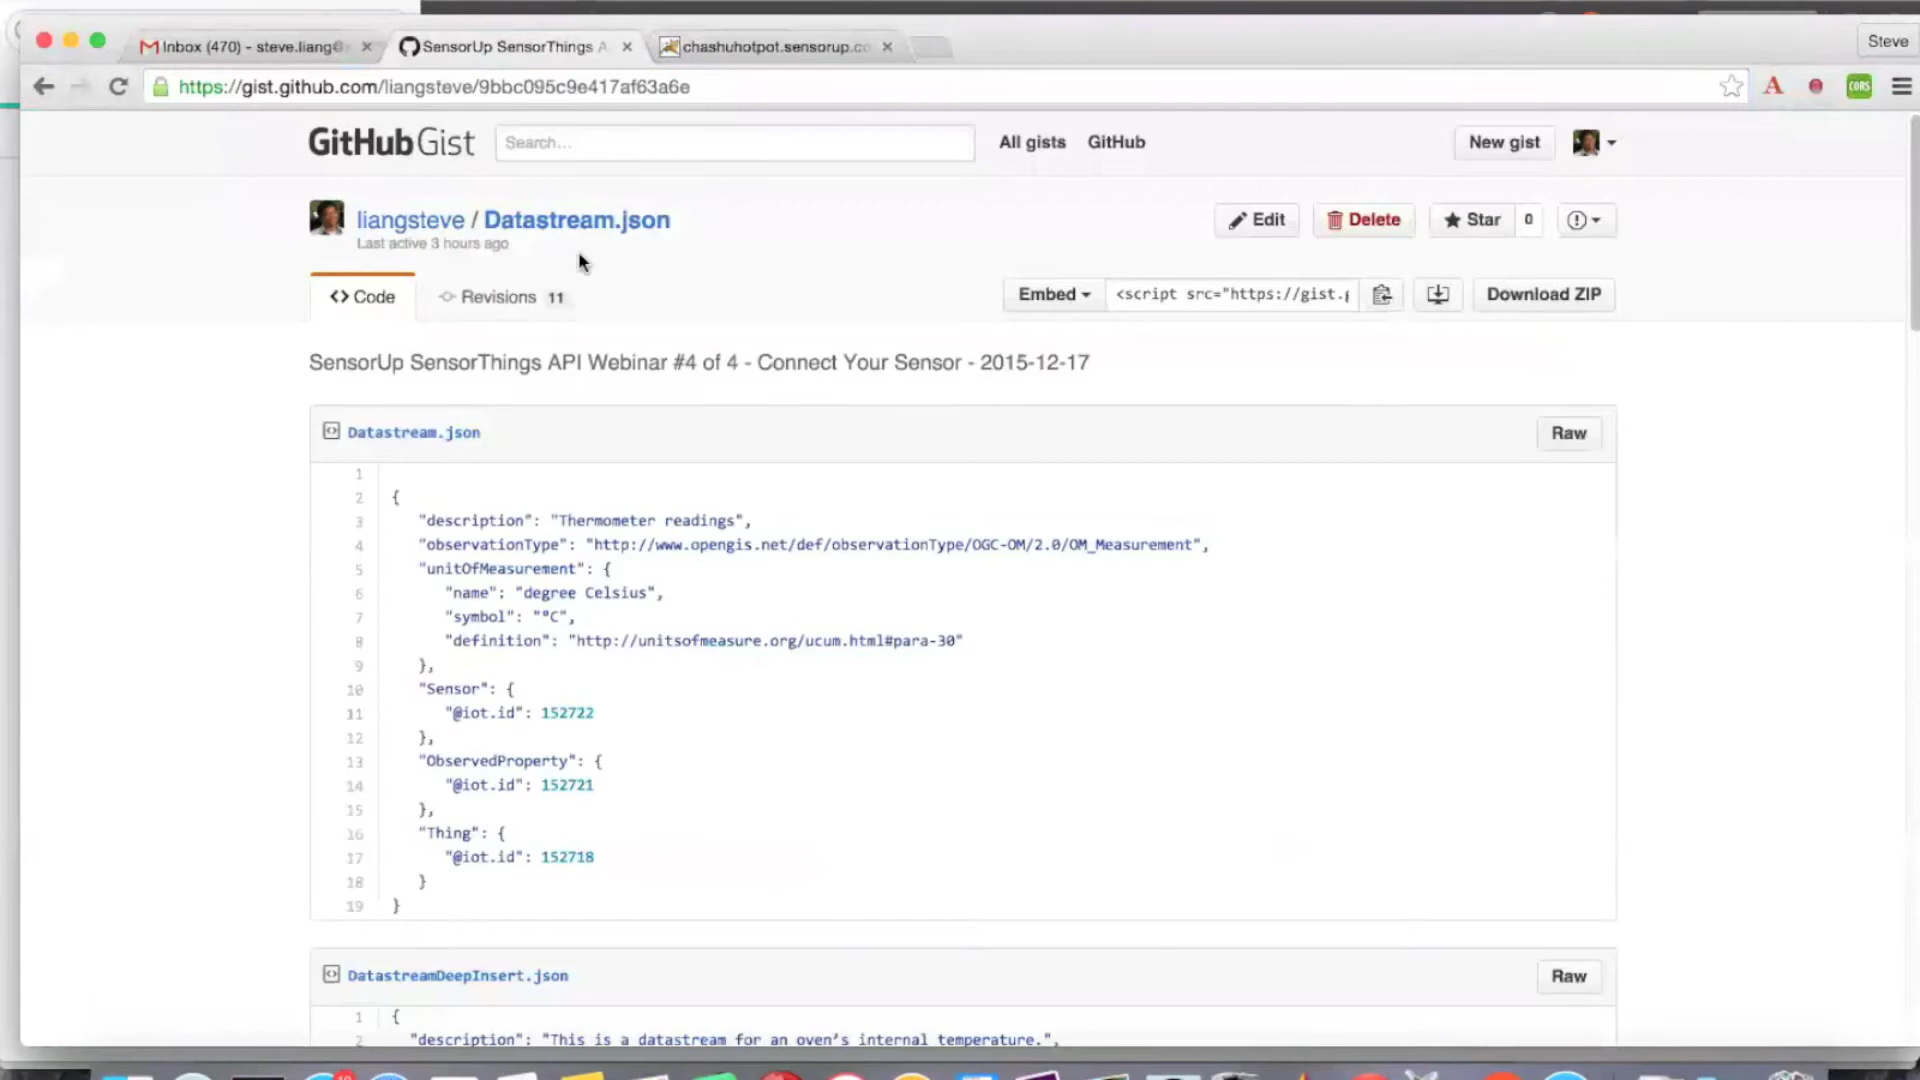 Inbox (470) - steve.liang@
SensorUp SensorThings A
chashuhotpot.sensorup.co
Steve
https://gist.github.com/liangsteve/9bbc095c9e417af63a6e
A
CORS
GitHub Gist
Search...
All gists
GitHub
New gist
liangsteve / Datastream.json
Last active 3 hours ago
Edit
Delete
Star
0
Code
Revisions 11
Embed
<script src="https://gist.g
Download ZIP
SensorUp SensorThings API Webinar #4 of 4 - Connect Your Sensor - 2015-12-17
Datastream.json
Raw
1
2 {
3 "description": "Thermometer readings",
4 "observationType": "http://www.opengis.net/def/observationType/OGC-OM/2.0/OM_Measurement",
5 "unitOfMeasurement": {
6 "name": "degree Celsius",
7 "symbol": "°C",
8 "definition": "http://unitsofmeasure.org/ucum.html#para-30"
9 },
10 "Sensor": {
11 "@iot.id": 152722
12 },
13 "ObservedProperty": {
14 "@iot.id": 152721
15 },
16 "Thing": {
17 "@iot.id": 152718
18 }
19 }
DatastreamDeepInsert.json
Raw
1 {
2 "description": "This is a datastream for an oven's internal temperature.",